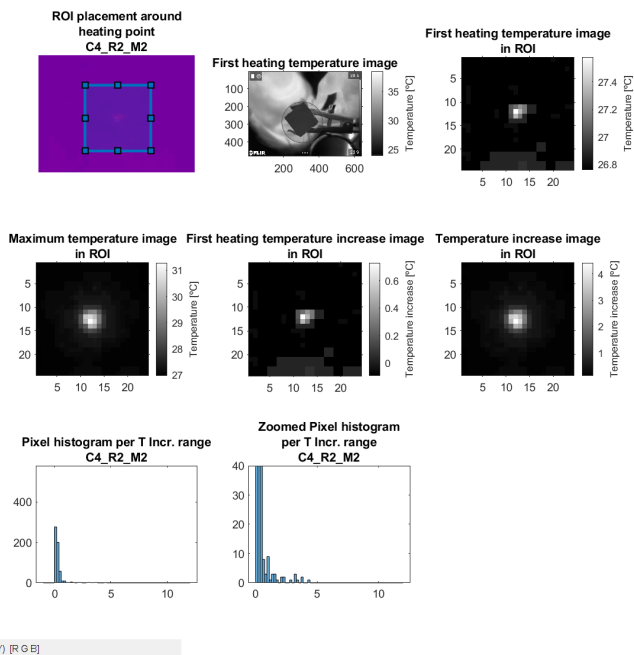 ROI placement around
heating point
C4_R2_M2
First heating temperature image
100
200
300
400
200 400 600
35
30
25
Temperature [ºC]
FLIR
First heating temperature image
in ROI
5
10
15
20
5 10 15 20
27.4
27.2
27
26.8
Temperature [ºC]
Maximum temperature image
in ROI
5
10
15
20
5 10 15 20
31
30
29
28
27
Temperature [ºC]
First heating temperature increase image
in ROI
5
10
15
20
5 10 15 20
0.6
0.4
0.2
0
Temperature increase [ºC]
Temperature increase image
in ROI
5
10
15
20
5 10 15 20
4
3
2
1
Temperature increase [ºC]
Pixel histogram per T Incr. range
C4_R2_M2
400
200
0
0 5 10
Zoomed Pixel histogram
per T Incr. range
C4_R2_M2
40
30
20
10
0
0 5 10
) [R G B]